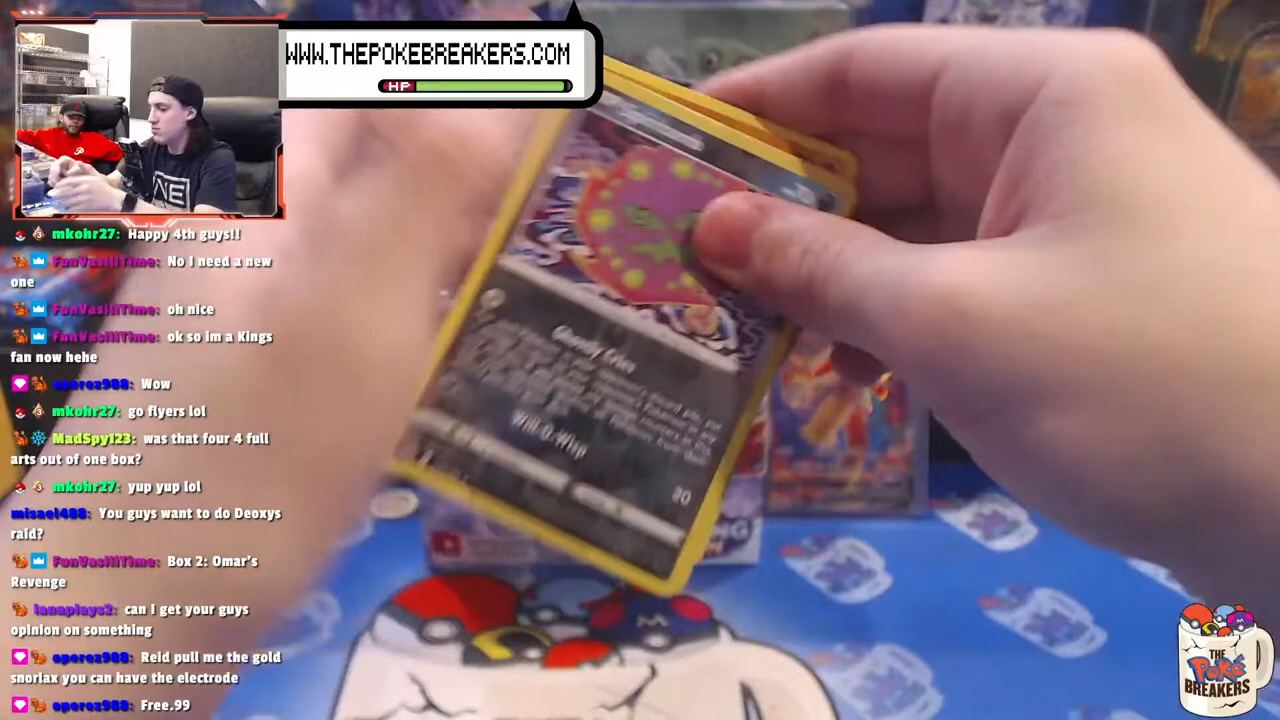 WWW.THEPOKEBREAKERS.COM
HP
mkohr27: Happy 4th guys!!
FunVasiliTime: No I need a new
one
FunVasiliTime: oh nice
FunVasiliTime: ok so im a Kings
fan now hehe
operez988: Wow
mkohr27: go flyers lol
MadSpy123: was that four 4 full
arts out of one box?
mkohr27: yup yup lol
misael488: You guys want to do Deoxys
raid?
FunVasiliTime: Box 2: Omar's
Revenge
lanaplays2: can I get your guys
opinion on something
operez988: Reid pull me the gold
snorlax you can have the electrode
operez988: Free.99
Will-O-Wisp
20
THE
Poké
BREAKERS